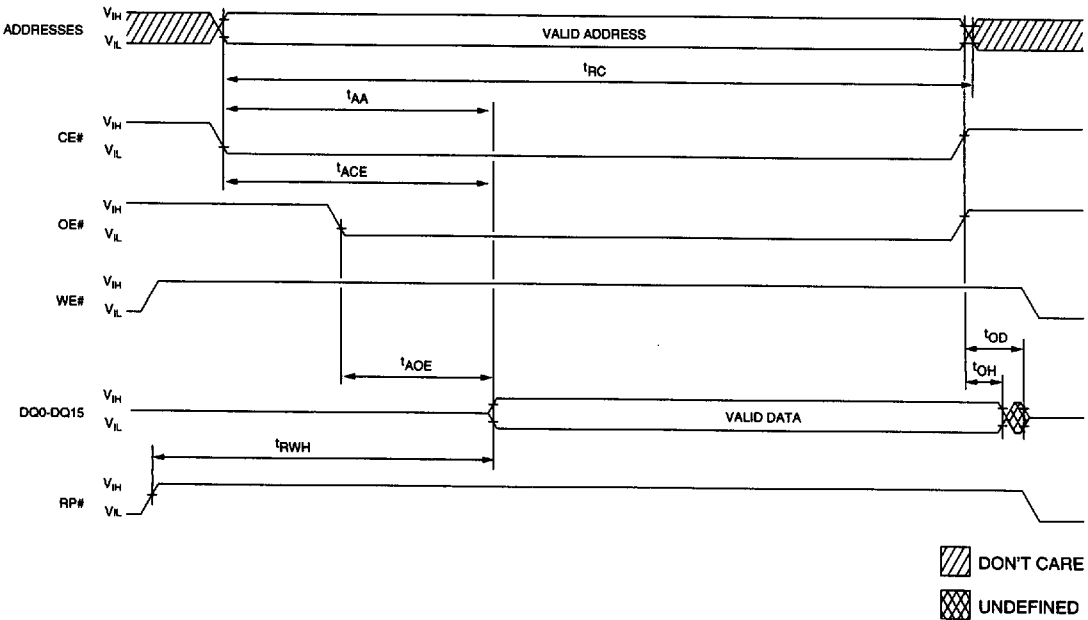 ADDRESSES VIH VIL VALID ADDRESS
tRC
tAA
CE# VIH VIL
tACE
OE# VIH VIL
WE# VIH VIL
tOD
tAOE
tOH
DQ0-DQ15 VIH VIL VALID DATA
tRWH
RP# VIH VIL
DON'T CARE
UNDEFINED